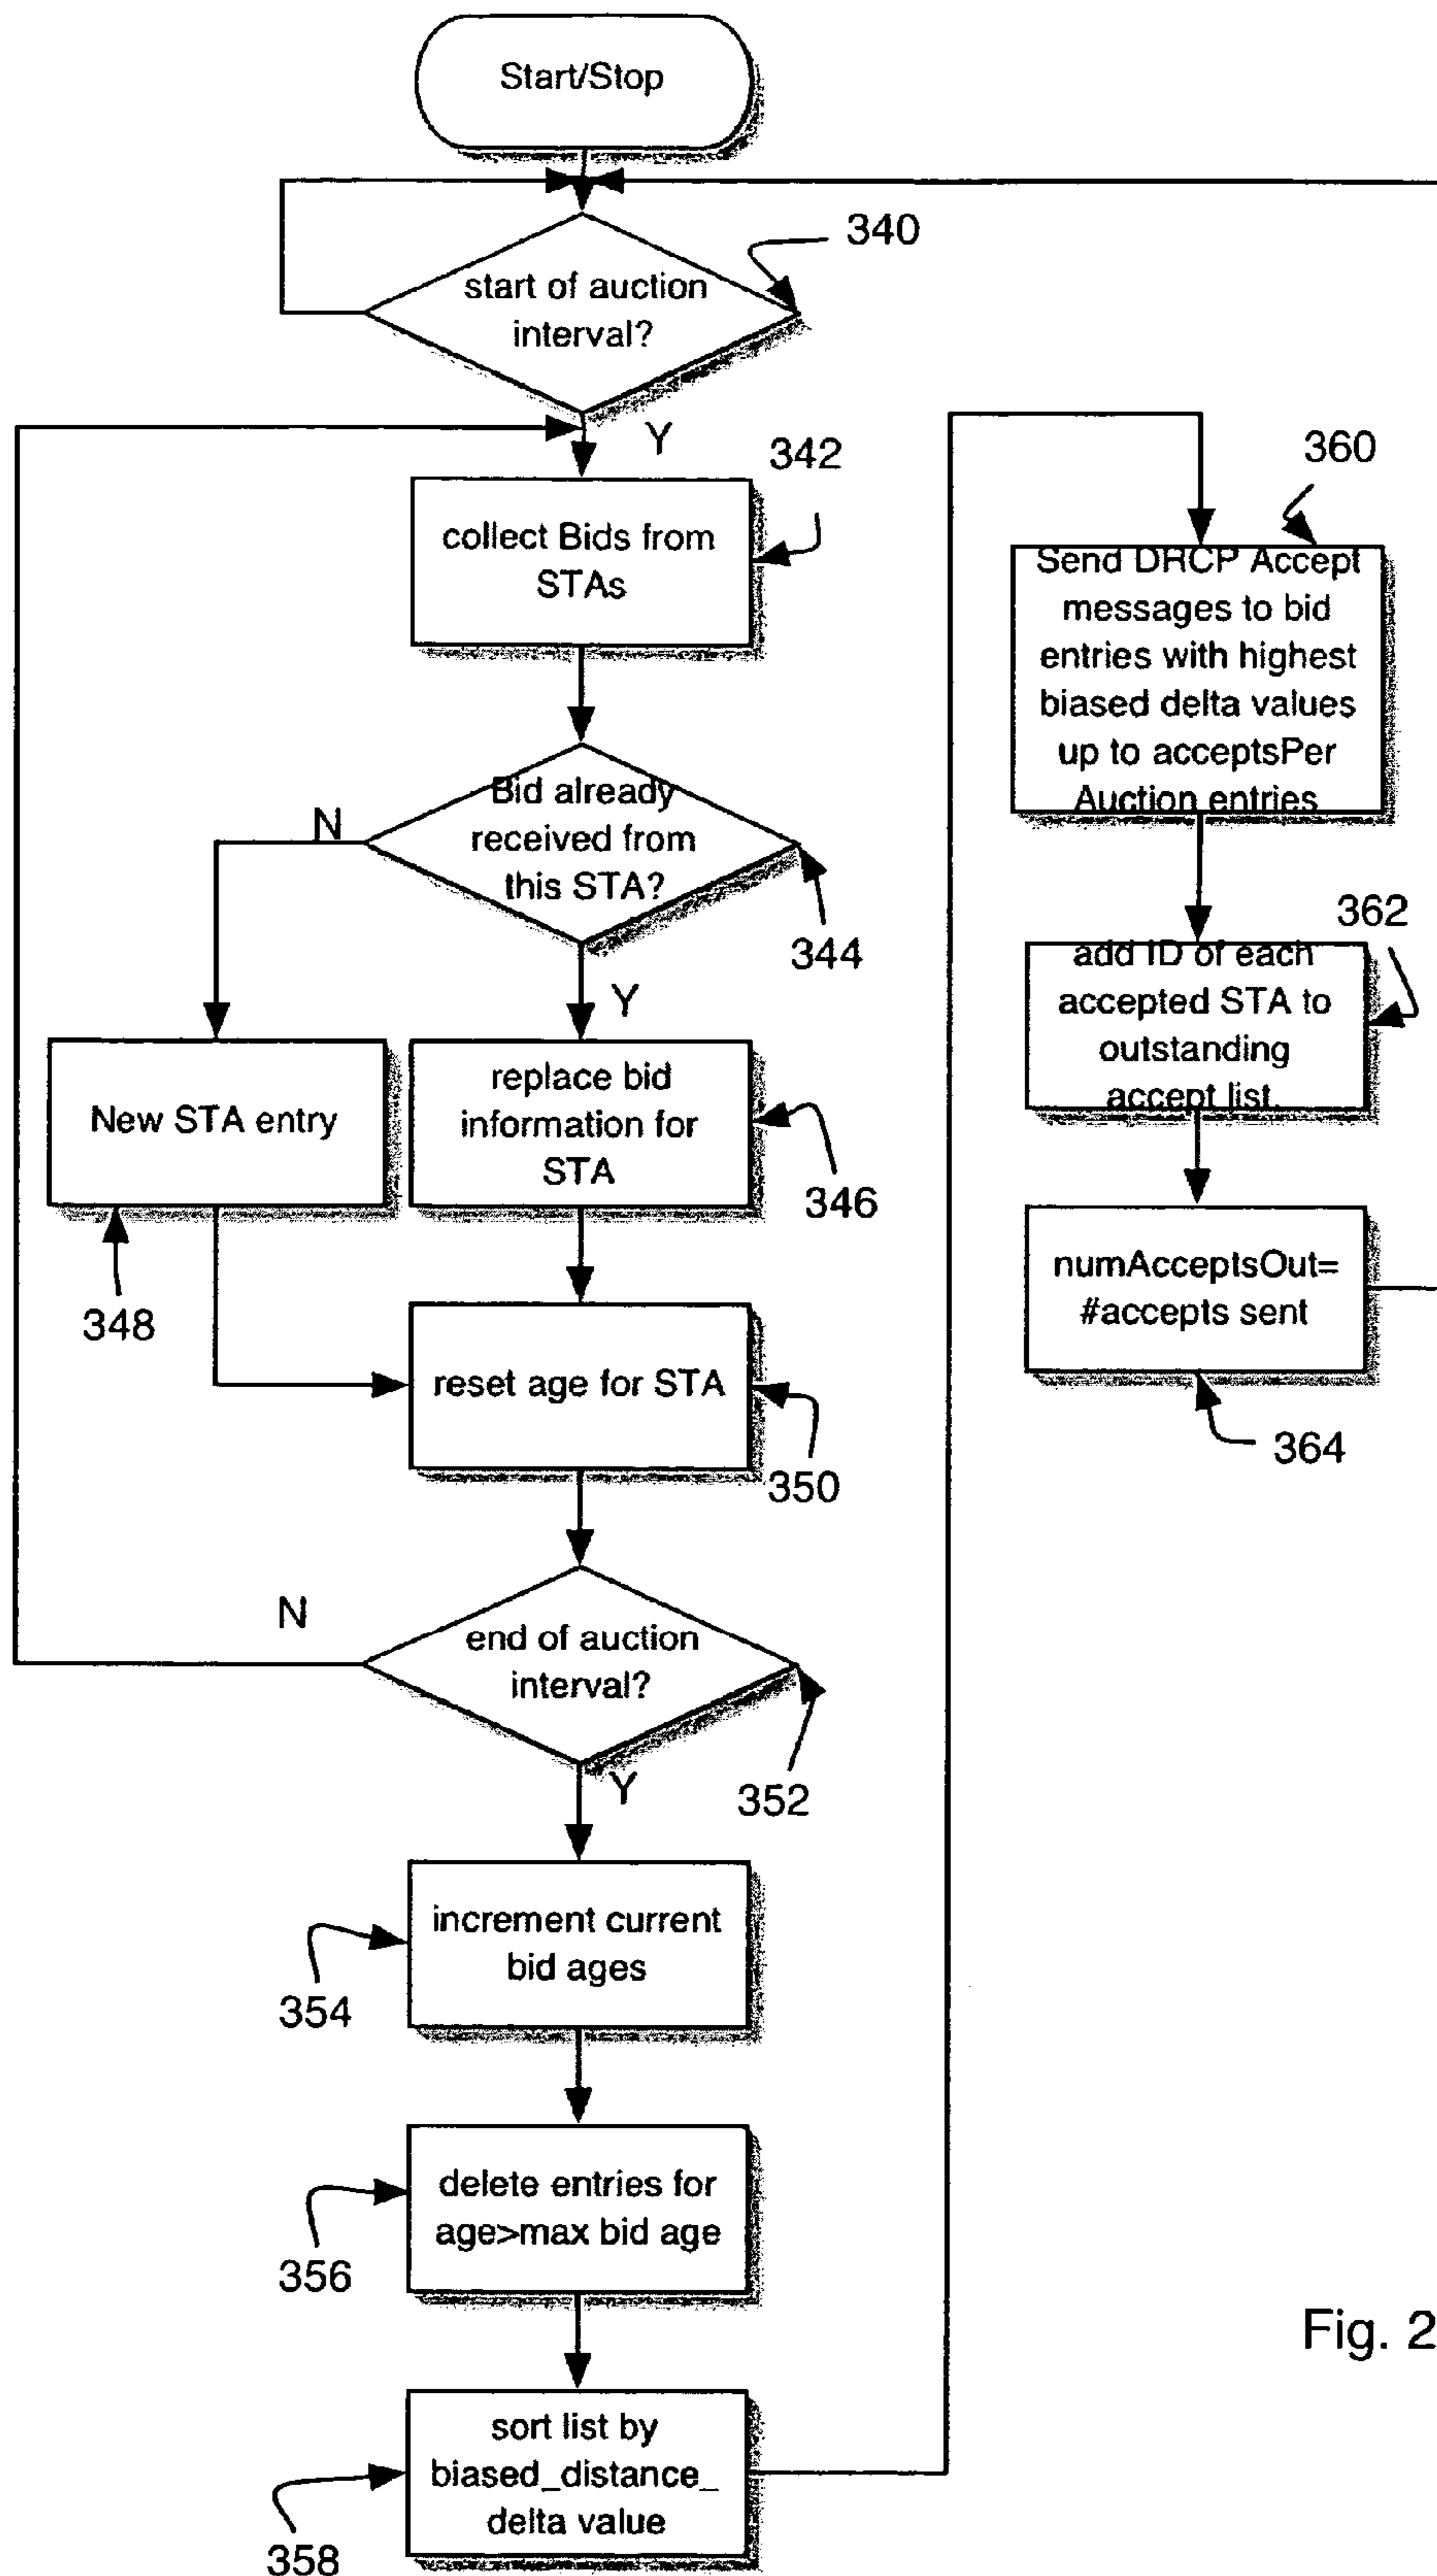 Start/Stop
340
start of auction
interval?
Y
342
collect Bids from
STAs
360
Send DRCP Accept
messages to bid
entries with highest
biased delta values
up to acceptsPer
Auction entries
N
Bid already
received from
this STA?
344
Y
362
add ID of each
accepted STA to
outstanding
accept list.
New STA entry
348
replace bid
information for
STA
346
numAcceptsOut=
#accepts sent
364
reset age for STA
350
N
end of auction
interval?
352
Y
increment current
bid ages
354
delete entries for
age>max bid age
356
Fig. 2
sort list by
biased_distance_
delta value
358